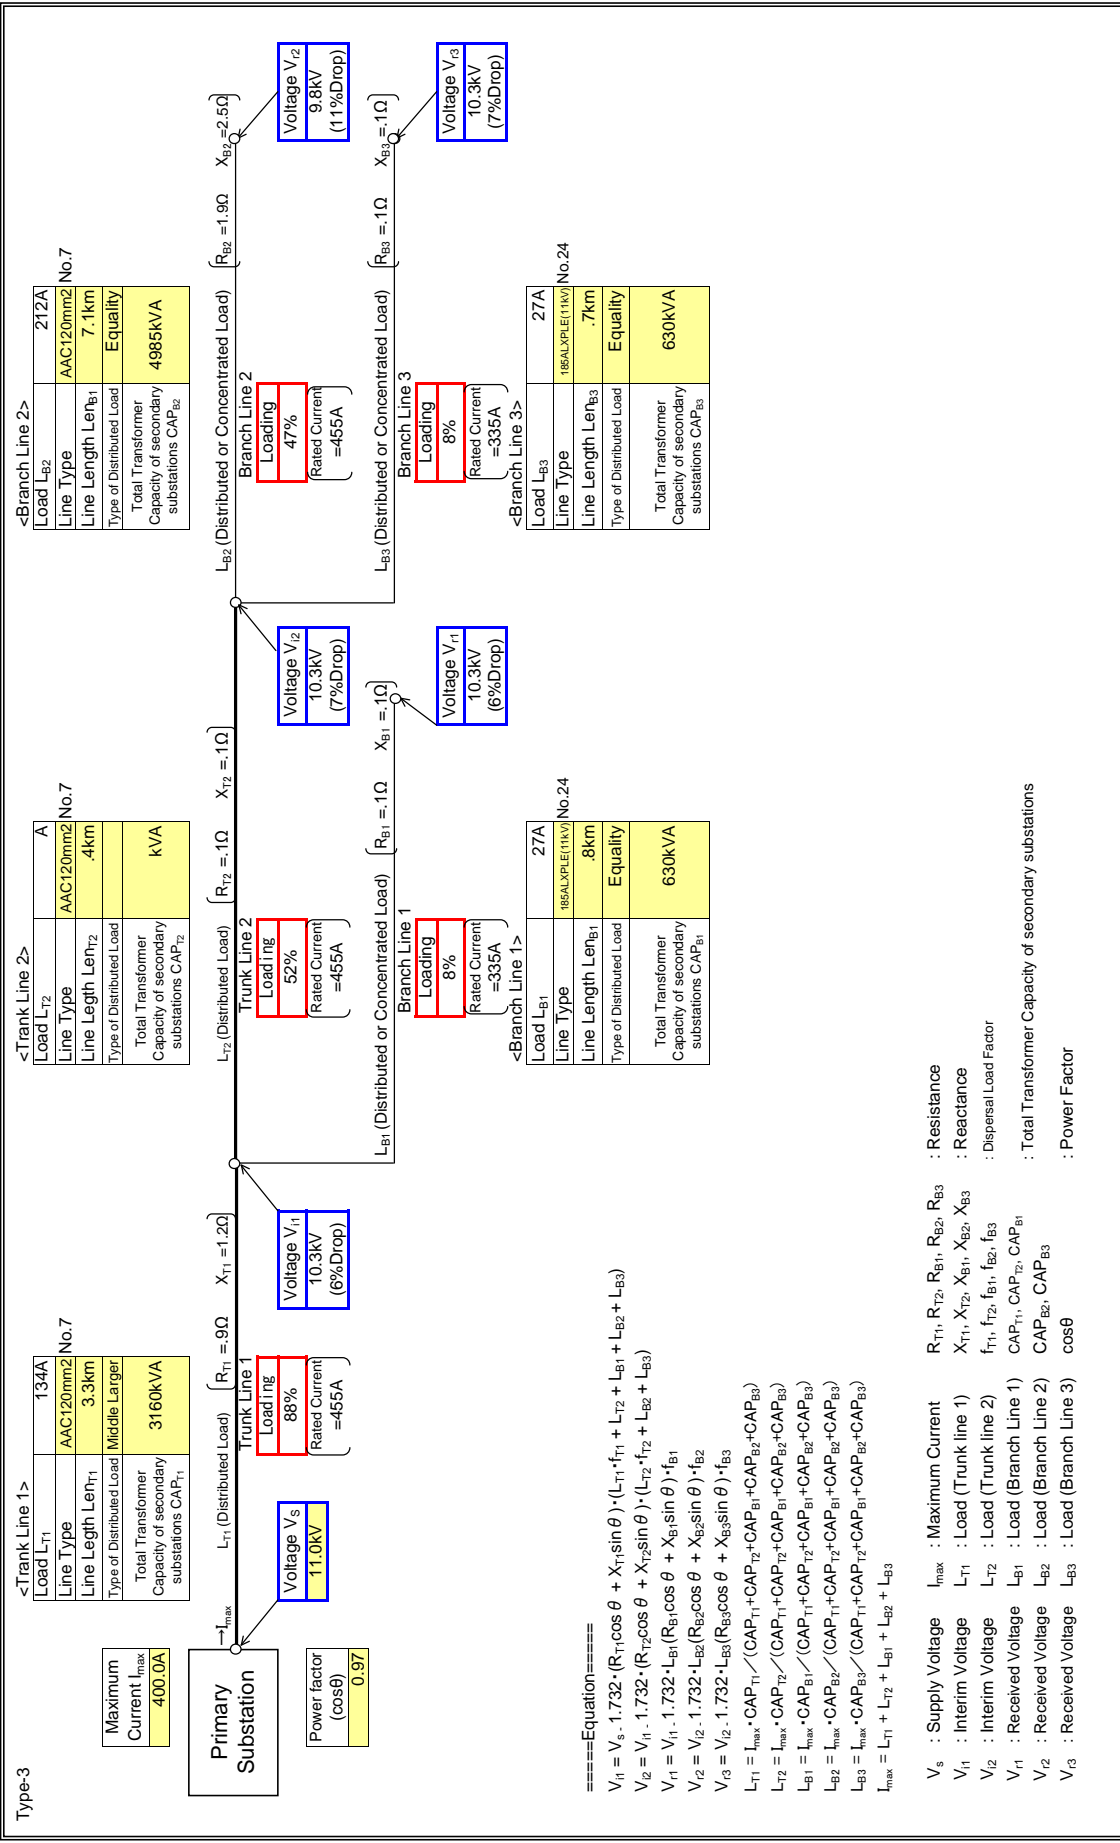 Type-3
Maximum
Current Imax
400.0A
Primary
Substation
Power factor
(cosθ)
0.97
→Imax
Voltage Vs
11.0kV
<Trank Line 1>
Load LT1 134A
Line Type AAC120mm2 No.7
Line Legth LenT1 3.3km
Type of Distributed Load Middle Larger
Total Transformer
Capacity of secondary
substations CAPT1
3160kVA
LT1 (Distributed Load)
RT1 =.9Ω XT1 =1.2Ω
Trunk Line 1
Loading
88%
Rated Current
=455A
Voltage Vi1
10.3kV
(6%Drop)
<Trank Line 2>
Load LT2 A
Line Type AAC120mm2 No.7
Line Legth LenT2 .4km
Type of Distributed Load
Total Transformer
Capacity of secondary
substations CAPT2
kVA
LT2 (Distributed Load)
RT2 =.1Ω XT2 =.1Ω
Trunk Line 2
Loading
52%
Rated Current
=455A
Voltage Vi2
10.3kV
(7%Drop)
LB1 (Distributed or Concentrated Load)
RB1 =.1Ω XB1 =.1Ω
Branch Line 1
Loading
8%
Rated Current
=335A
Voltage Vr1
10.3kV
(6%Drop)
<Branch Line 1>
Load LB1 27A
Line Type 185ALXPLE(11kV) No.24
Line Length LenB1 .8km
Type of Distributed Load Equality
Total Transformer
Capacity of secondary
substations CAPB1
630kVA
<Branch Line 2>
Load LB2 212A
Line Type AAC120mm2 No.7
Line Length LenB1 7.1km
Type of Distributed Load Equality
Total Transformer
Capacity of secondary
substations CAPB2
4985kVA
LB2 (Distributed or Concentrated Load)
RB2 =1.9Ω XB2 =2.5Ω
Branch Line 2
Loading
47%
Rated Current
=455A
Voltage Vr2
9.8kV
(11%Drop)
LB3 (Distributed or Concentrated Load)
RB3 =.1Ω XB3 =.1Ω
Branch Line 3
Loading
8%
Rated Current
=335A
Voltage Vr3
10.3kV
(7%Drop)
<Branch Line 3>
Load LB3 27A
Line Type 185ALXPLE(11kV) No.24
Line Length LenB3 .7km
Type of Distributed Load Equality
Total Transformer
Capacity of secondary
substations CAPB3
630kVA
=====Equation=====
Vi1 = Vs - 1.732・(RT1cos θ + XT1sin θ)・(LT1・fT1 + LT2 + LB1 + LB2 + LB3)
Vi2 = Vi1 - 1.732・(RT2cos θ + XT2sin θ)・(LT2・fT2 + LB2 + LB3)
Vr1 = Vi1 - 1.732・LB1(RB1cos θ + XB1sin θ)・fB1
Vr2 = Vi2 - 1.732・LB2(RB2cos θ + XB2sin θ)・fB2
Vr3 = Vi2 - 1.732・LB3(RB3cos θ + XB3sin θ)・fB3
LT1 = Imax・CAPT1／(CAPT1+CAPT2+CAPB1+CAPB2+CAPB3)
LT2 = Imax・CAPT2／(CAPT1+CAPT2+CAPB1+CAPB2+CAPB3)
LB1 = Imax・CAPB1／(CAPT1+CAPT2+CAPB1+CAPB2+CAPB3)
LB2 = Imax・CAPB2／(CAPT1+CAPT2+CAPB1+CAPB2+CAPB3)
LB3 = Imax・CAPB3／(CAPT1+CAPT2+CAPB1+CAPB2+CAPB3)
Imax = LT1 + LT2 + LB1 + LB2 + LB3
Vs : Supply Voltage Imax : Maximum Current RT1, RT2, RB1, RB2, RB3 : Resistance
Vi1 : Interim Voltage LT1 : Load (Trunk line 1) XT1, XT2, XB1, XB2, XB3 : Reactance
Vi2 : Interim Voltage LT2 : Load (Trunk line 2) fT1, fT2, fB1, fB2, fB3 : Dispersal Load Factor
Vr1 : Received Voltage LB1 : Load (Branch Line 1) CAPT1, CAPT2, CAPB1 : Total Transformer Capacity of secondary substations
Vr2 : Received Voltage LB2 : Load (Branch Line 2) CAPB2, CAPB3
Vr3 : Received Voltage LB3 : Load (Branch Line 3) cosθ : Power Factor